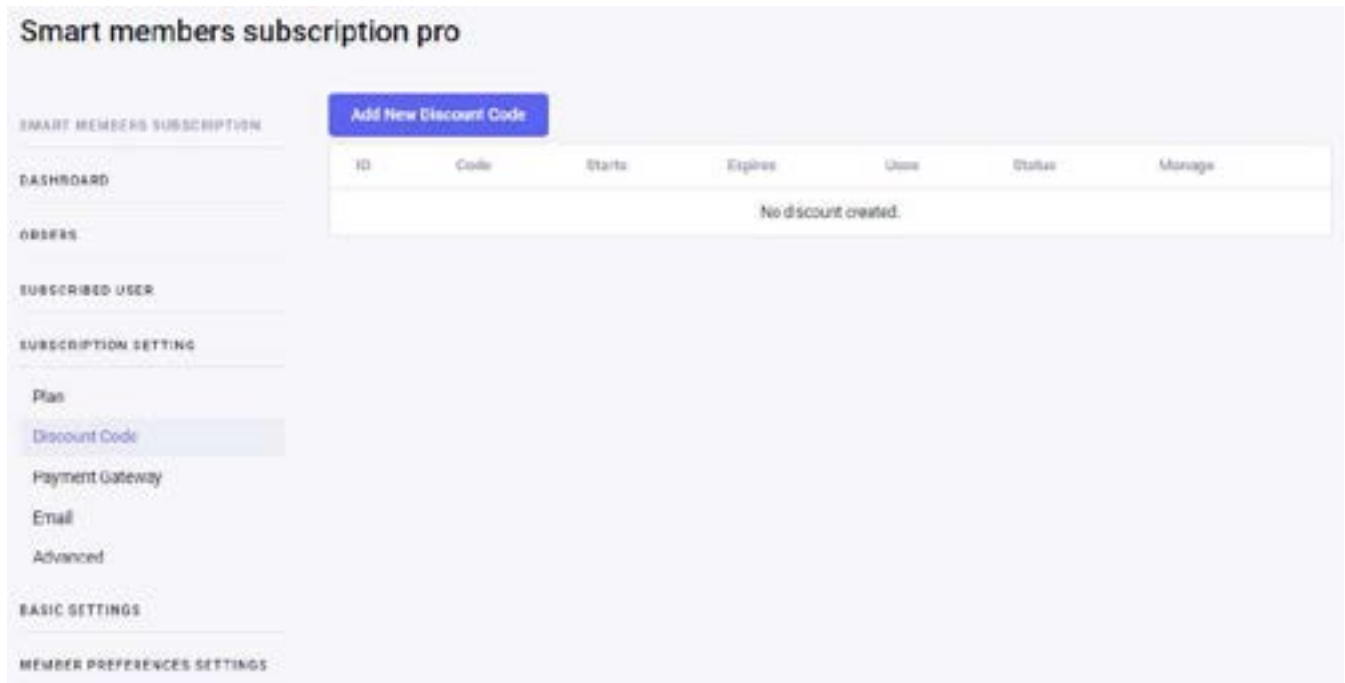 Smart members subscription pro
SMART MEMBERS SUBSCRIPTION
DASHBOARD
ORDERS
SUBSCRIBED USER
SUBSCRIPTION SETTING
Plan
Discount Code
Payment Gateway
Email
Advanced
BASIC SETTINGS
MEMBER PREFERENCES SETTINGS
Add New Discount Code
ID Code Starts Expires Uses Status Manage
No discount created.